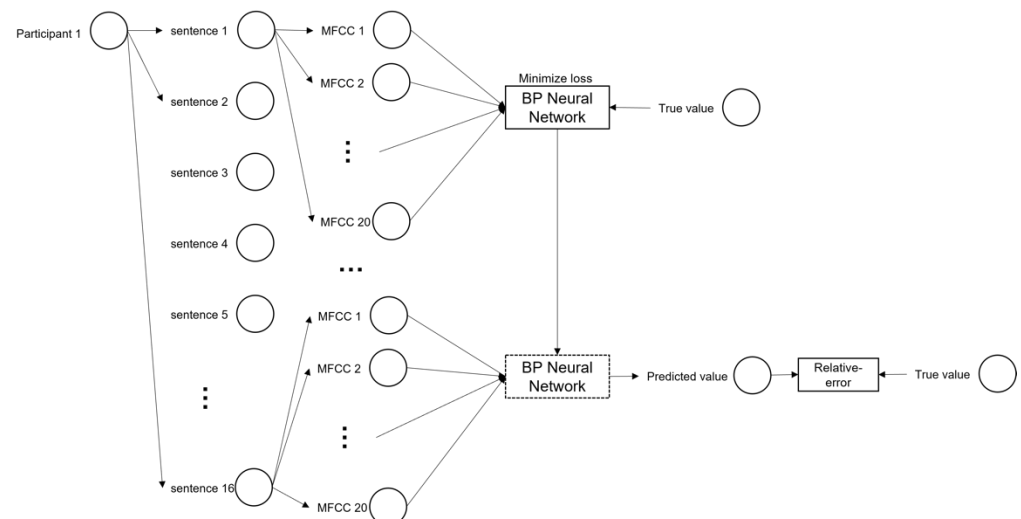 Participant 1
sentence 1
sentence 2
sentence 3
sentence 4
sentence 5
⋮
sentence 16
MFCC 1
MFCC 2
⋮
MFCC 20
...
MFCC 1
MFCC 2
⋮
MFCC 20
Minimize loss
BP Neural
Network
True value
BP Neural
Network
Predicted value
Relative-
error
True value